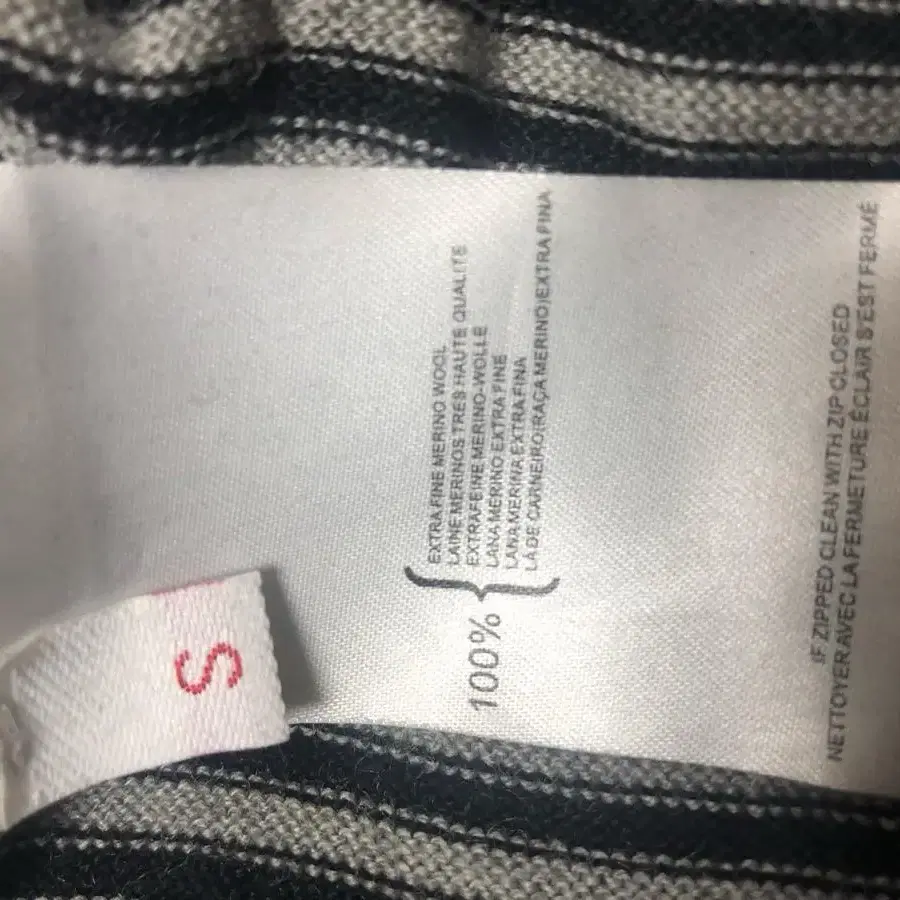 100%
EXTRAFINE MERINO WOOL
LAINE MERINOS TRES HAUTE QUALITE
EXTRAFEINE MERINO-WOLLE
LANA MERINO EXTRA FINE
LANA MERINA EXTRA FINA
LÃ DE CARNEIRO(RAÇA MERINO)EXTRA FINA
IF ZIPPED CLEAN WITH ZIP CLOSED
NETTOYER AVEC LA FERMETURE ÉCLAIR S'EST FERMÉ
S